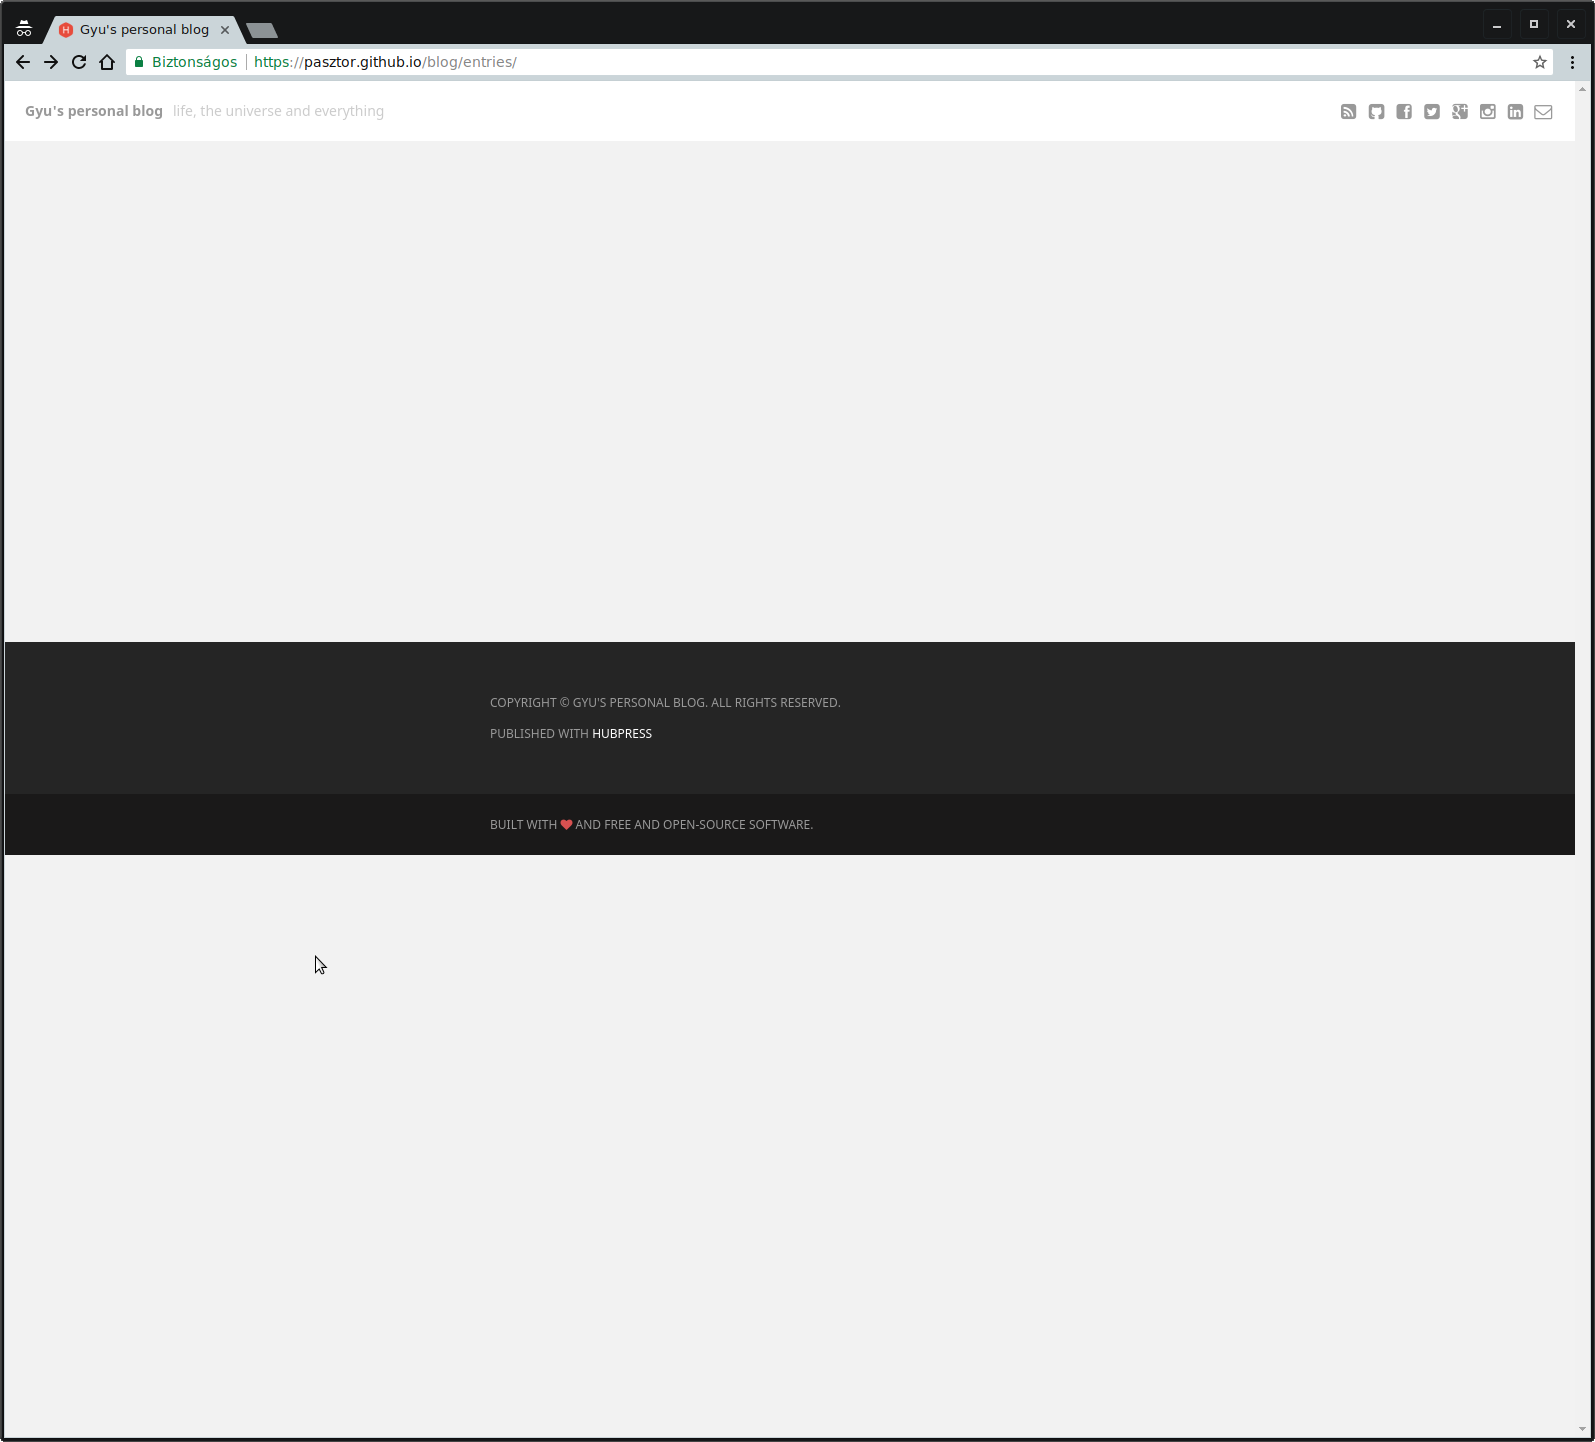 Gyu's personal blog
Biztonságos https://pasztor.github.io/blog/entries/
Gyu's personal blog life, the universe and everything
COPYRIGHT © GYU'S PERSONAL BLOG. ALL RIGHTS RESERVED.
PUBLISHED WITH HUBPRESS
BUILT WITH ❤ AND FREE AND OPEN-SOURCE SOFTWARE.